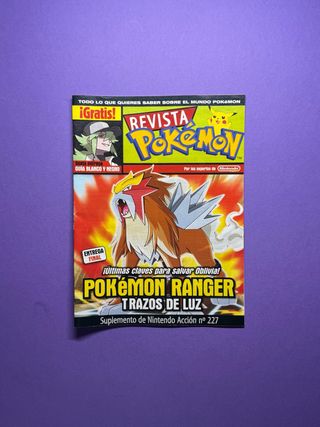 TODO LO QUE QUIERES SABER SOBRE EL MUNDO POKéMON
¡Gratis!
REVISTA
POKéMON
GUÍA BLANCO Y NEGRO
Por los expertos de Nintendo
ENTREGA
FINAL
¡Últimas claves para salvar Oblivia!
POKéMON RANGER
TRAZOS DE LUZ
Suplemento de Nintendo Acción nº 227